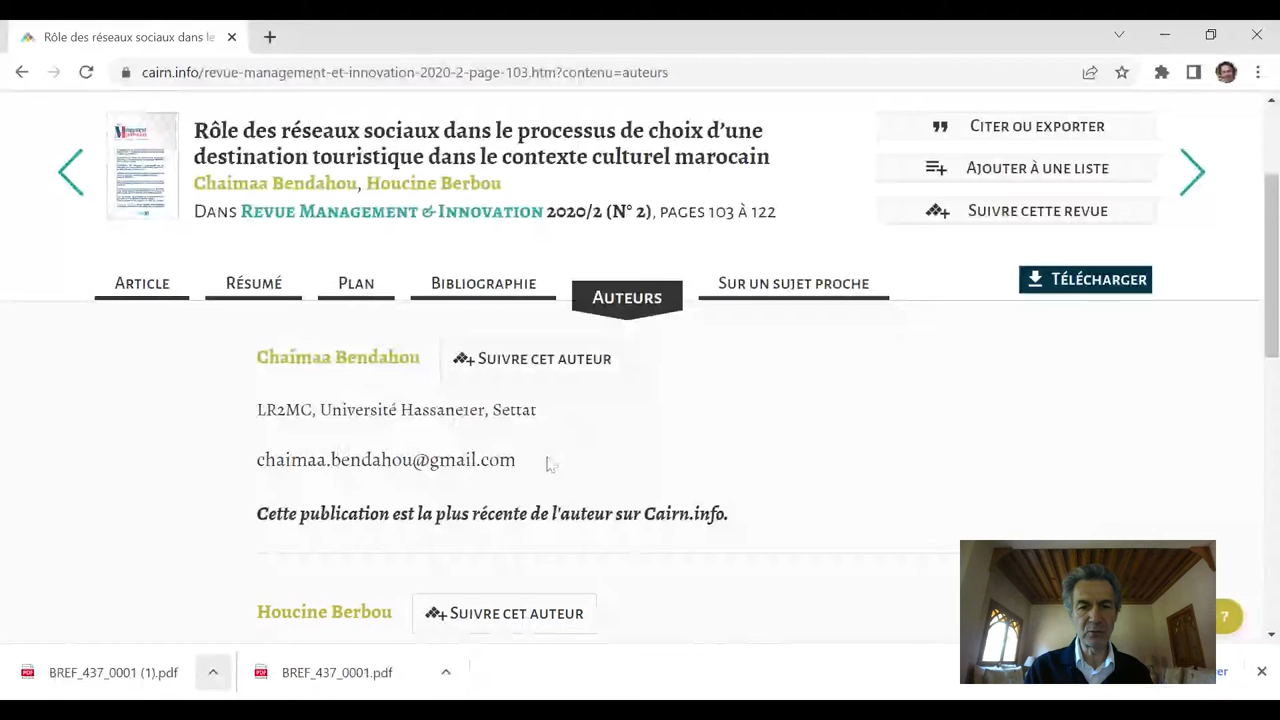 Rôle des réseaux sociaux dans le
cairn.info/revue-management-et-innovation-2020-2-page-103.htm?contenu=auteurs
Rôle des réseaux sociaux dans le processus de choix d’une
destination touristique dans le contexte culturel marocain
Chaimaa Bendahou, Houcine Berbou
Dans Revue Management & Innovation 2020/2 (N° 2), pages 103 à 122
Citer ou exporter
Ajouter à une liste
Suivre cette revue
Article
Résumé
Plan
Bibliographie
Auteurs
Sur un sujet proche
Télécharger
Chaimaa Bendahou
Suivre cet auteur
LR2MC, Université Hassane1er, Settat
chaimaa.bendahou@gmail.com
Cette publication est la plus récente de l'auteur sur Cairn.info.
Houcine Berbou
Suivre cet auteur
?
BREF_437_0001 (1).pdf
BREF_437_0001.pdf